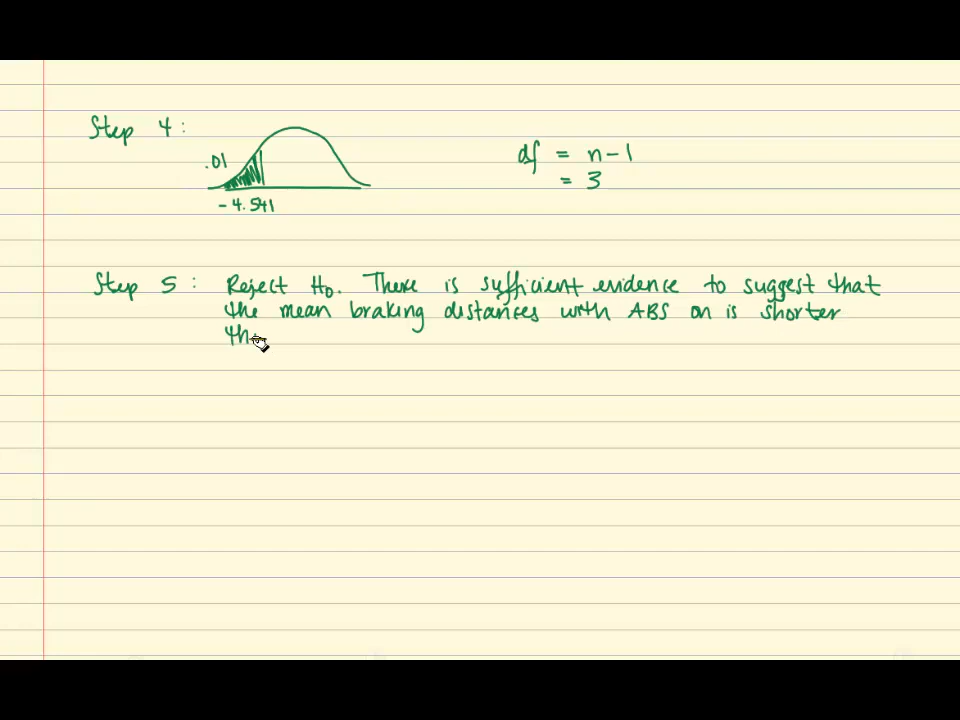 Step 4:
.01
-4.541
df = n-1
= 3
Step 5: Reject H0. There is sufficient evidence to suggest that
the mean braking distances with ABS on is shorter